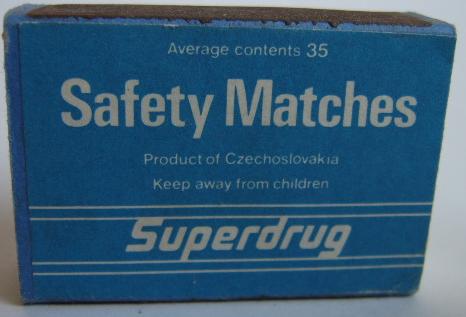 Average contents 35
Safety Matches
Product of Czechoslovakia
Keep away from children
Superdrug